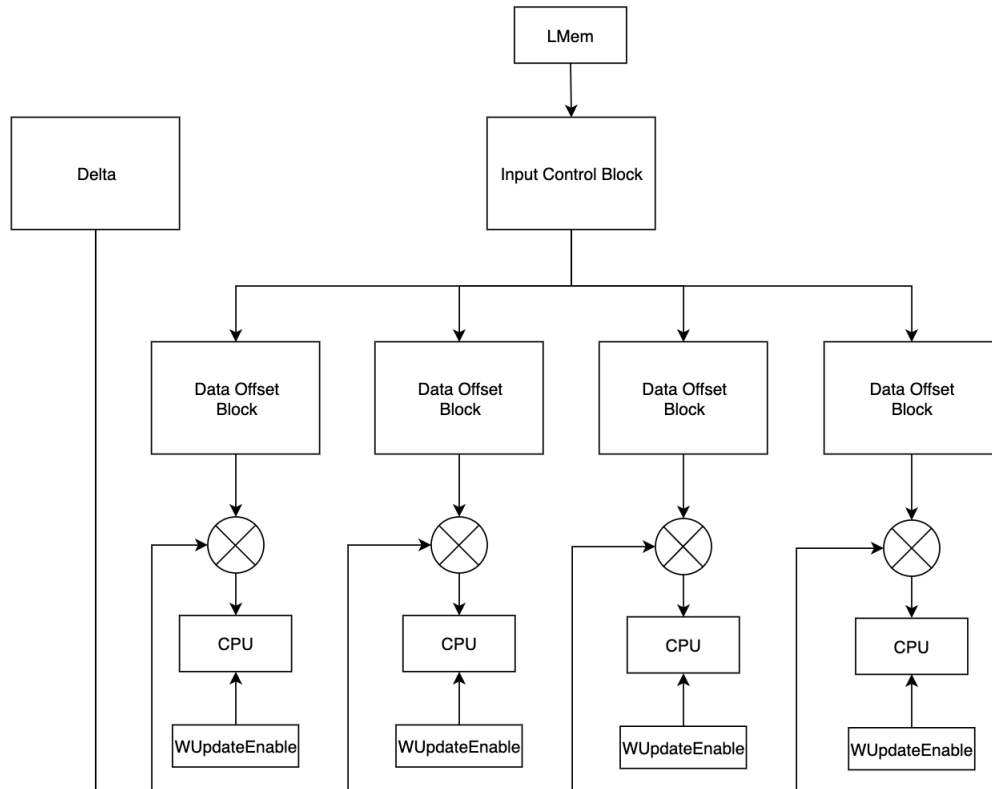 LMem
Delta
Input Control Block
Data Offset
Block
Data Offset
Block
Data Offset
Block
Data Offset
Block
CPU
CPU
CPU
CPU
WUpdateEnable
WUpdateEnable
WUpdateEnable
WUpdateEnable